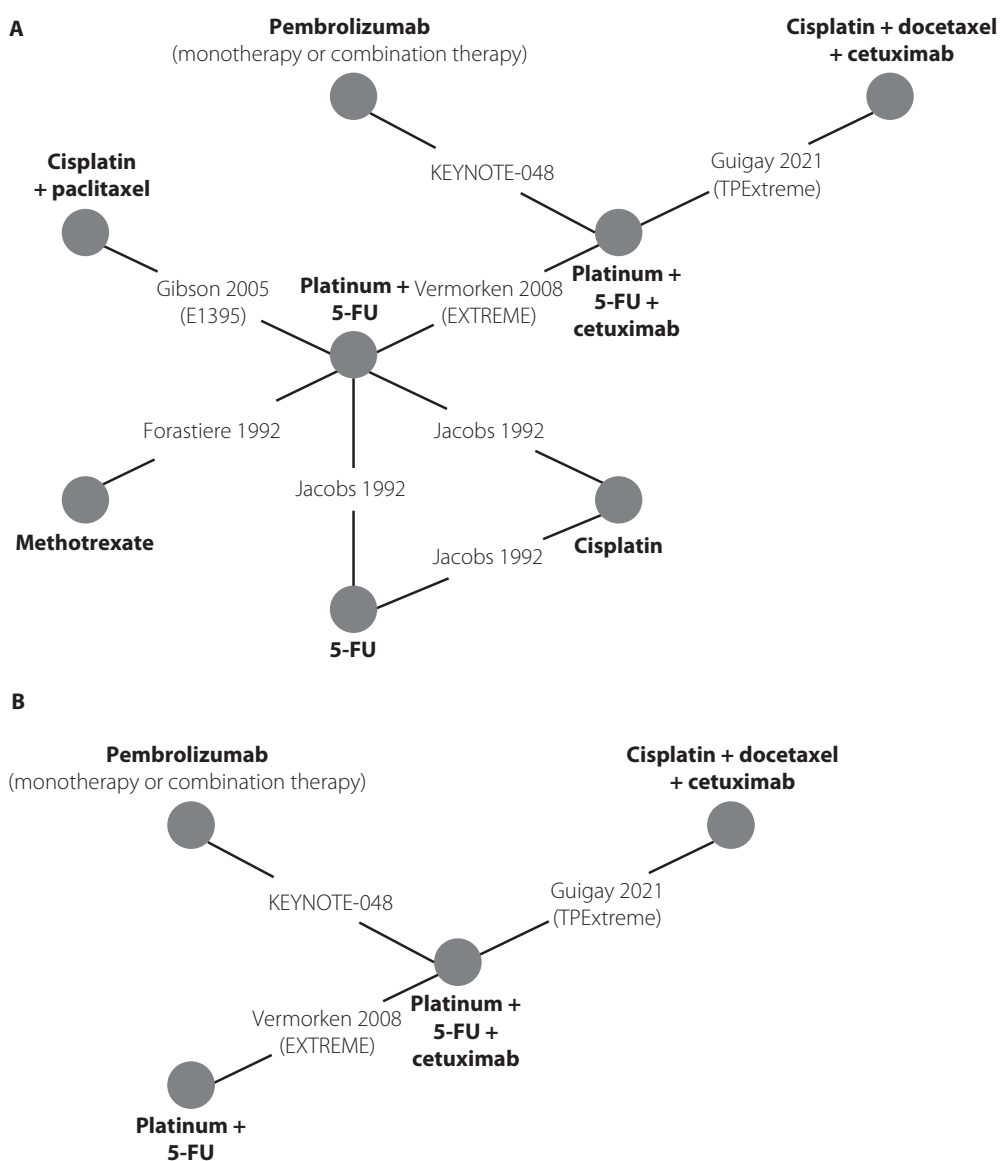 A
Pembrolizumab
(monotherapy or combination therapy)
Cisplatin + docetaxel
+ cetuximab
Cisplatin
+ paclitaxel
KEYNOTE-048
Guigay 2021
(TPExtreme)
Gibson 2005
(E1395)
Platinum +
5-FU
Vermorken 2008
(EXTREME)
Platinum +
5-FU +
cetuximab
Forastiere 1992
Jacobs 1992
Jacobs 1992
Methotrexate
Cisplatin
Jacobs 1992
5-FU
B
Pembrolizumab
(monotherapy or combination therapy)
Cisplatin + docetaxel
+ cetuximab
KEYNOTE-048
Guigay 2021
(TPExtreme)
Vermorken 2008
(EXTREME)
Platinum +
5-FU +
cetuximab
Platinum +
5-FU